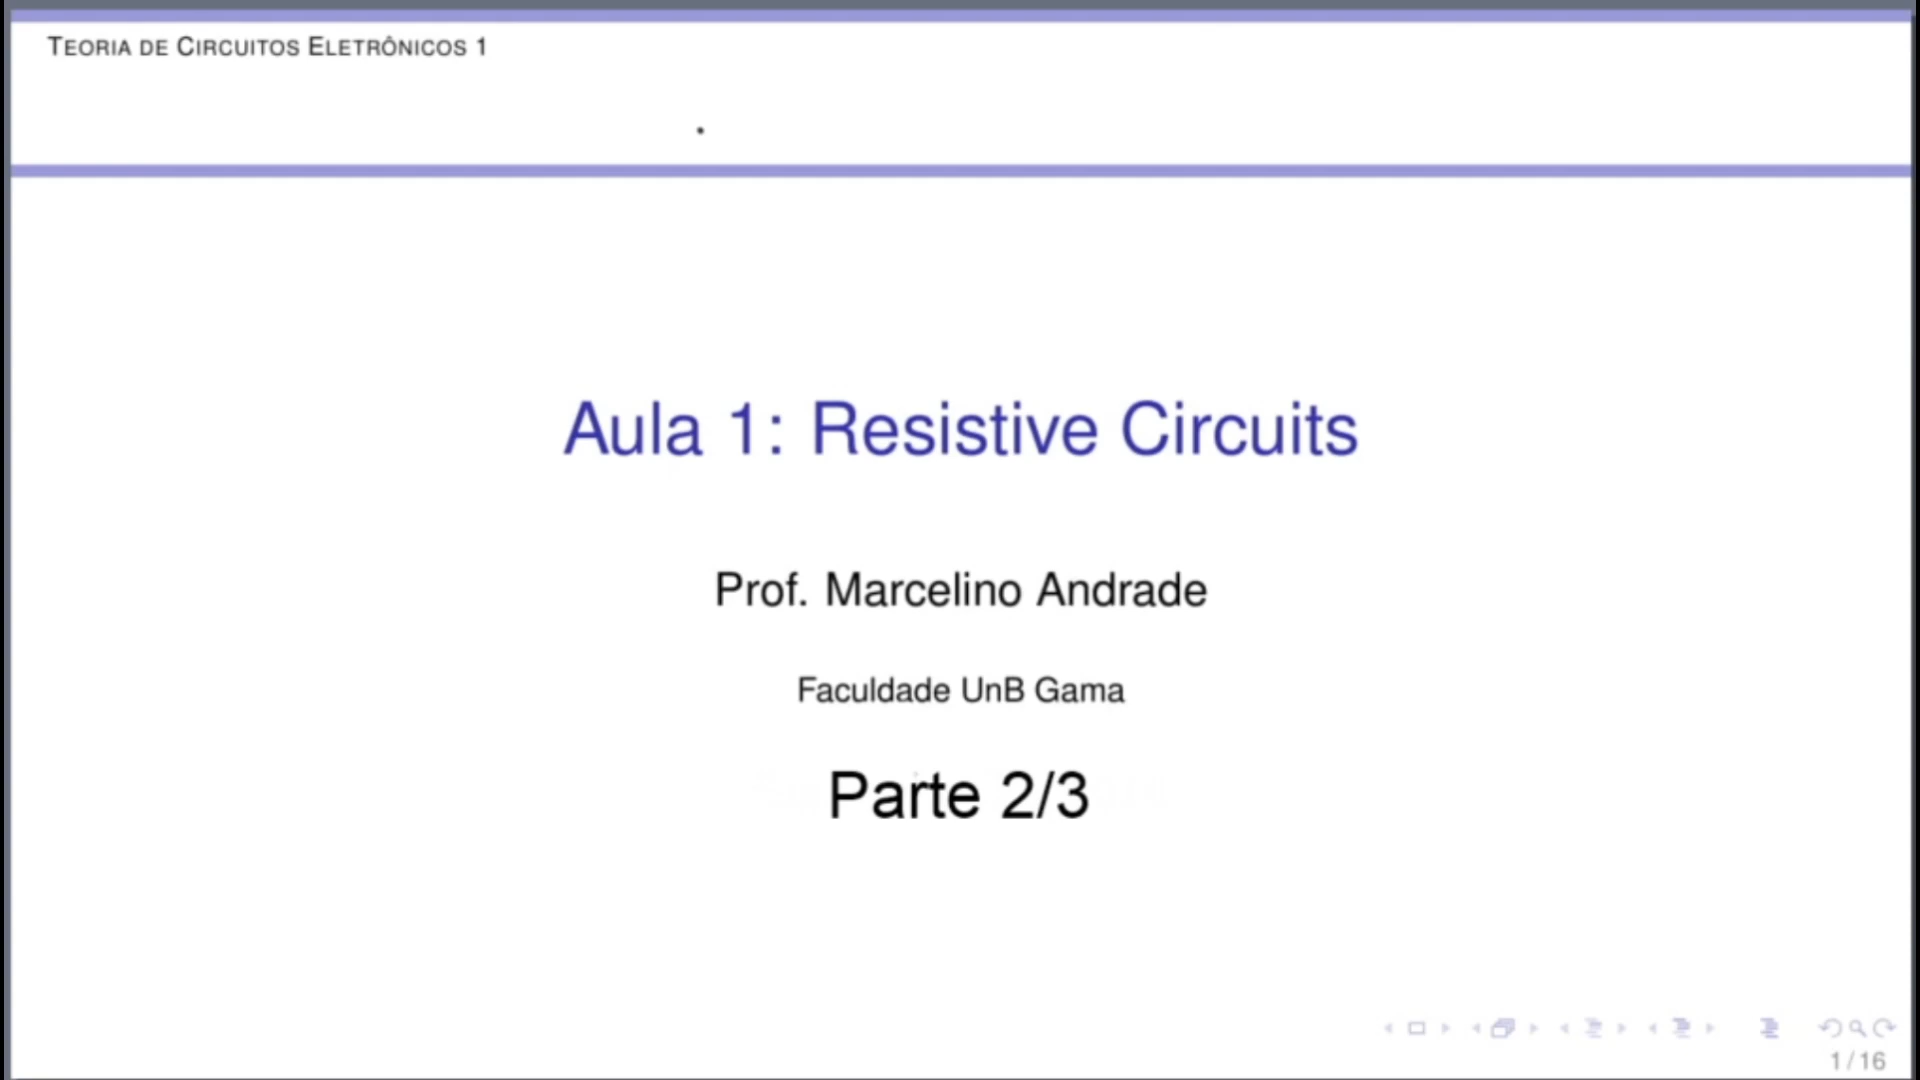 TEORIA DE CIRCUITOS ELETRÔNICOS 1
Aula 1: Resistive Circuits
Prof. Marcelino Andrade
Faculdade UnB Gama
Parte 2/3
1 / 16